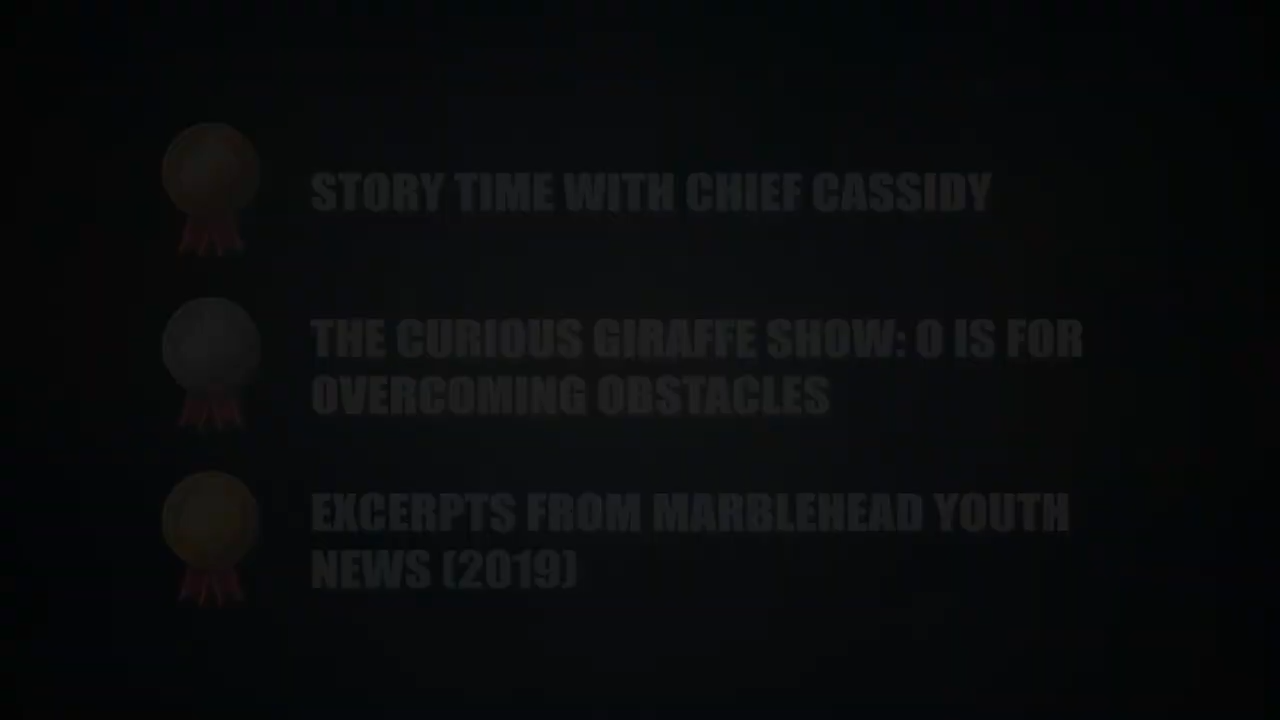 STORY TIME WITH CHIEF CASSIDY
THE CURIOUS GIRAFFE SHOW: O IS FOR
OVERCOMING OBSTACLES
EXCERPTS FROM MARBLEHEAD YOUTH
NEWS (2019)